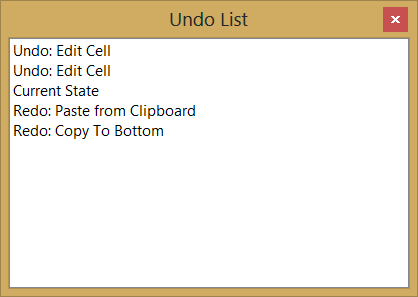 Undo List
Undo: Edit Cell
Undo: Edit Cell
Current State
Redo: Paste from Clipboard
Redo: Copy To Bottom